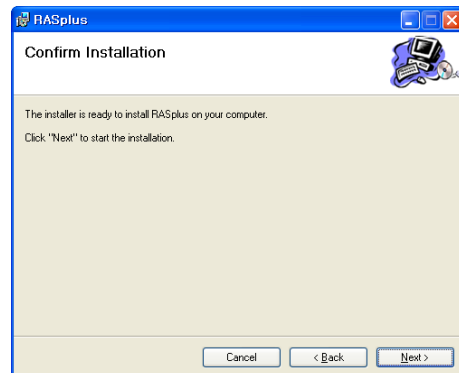 RASplus
Confirm Installation
The installer is ready to install RASplus on your computer.
Click "Next" to start the installation.
Cancel
< Back
Next >